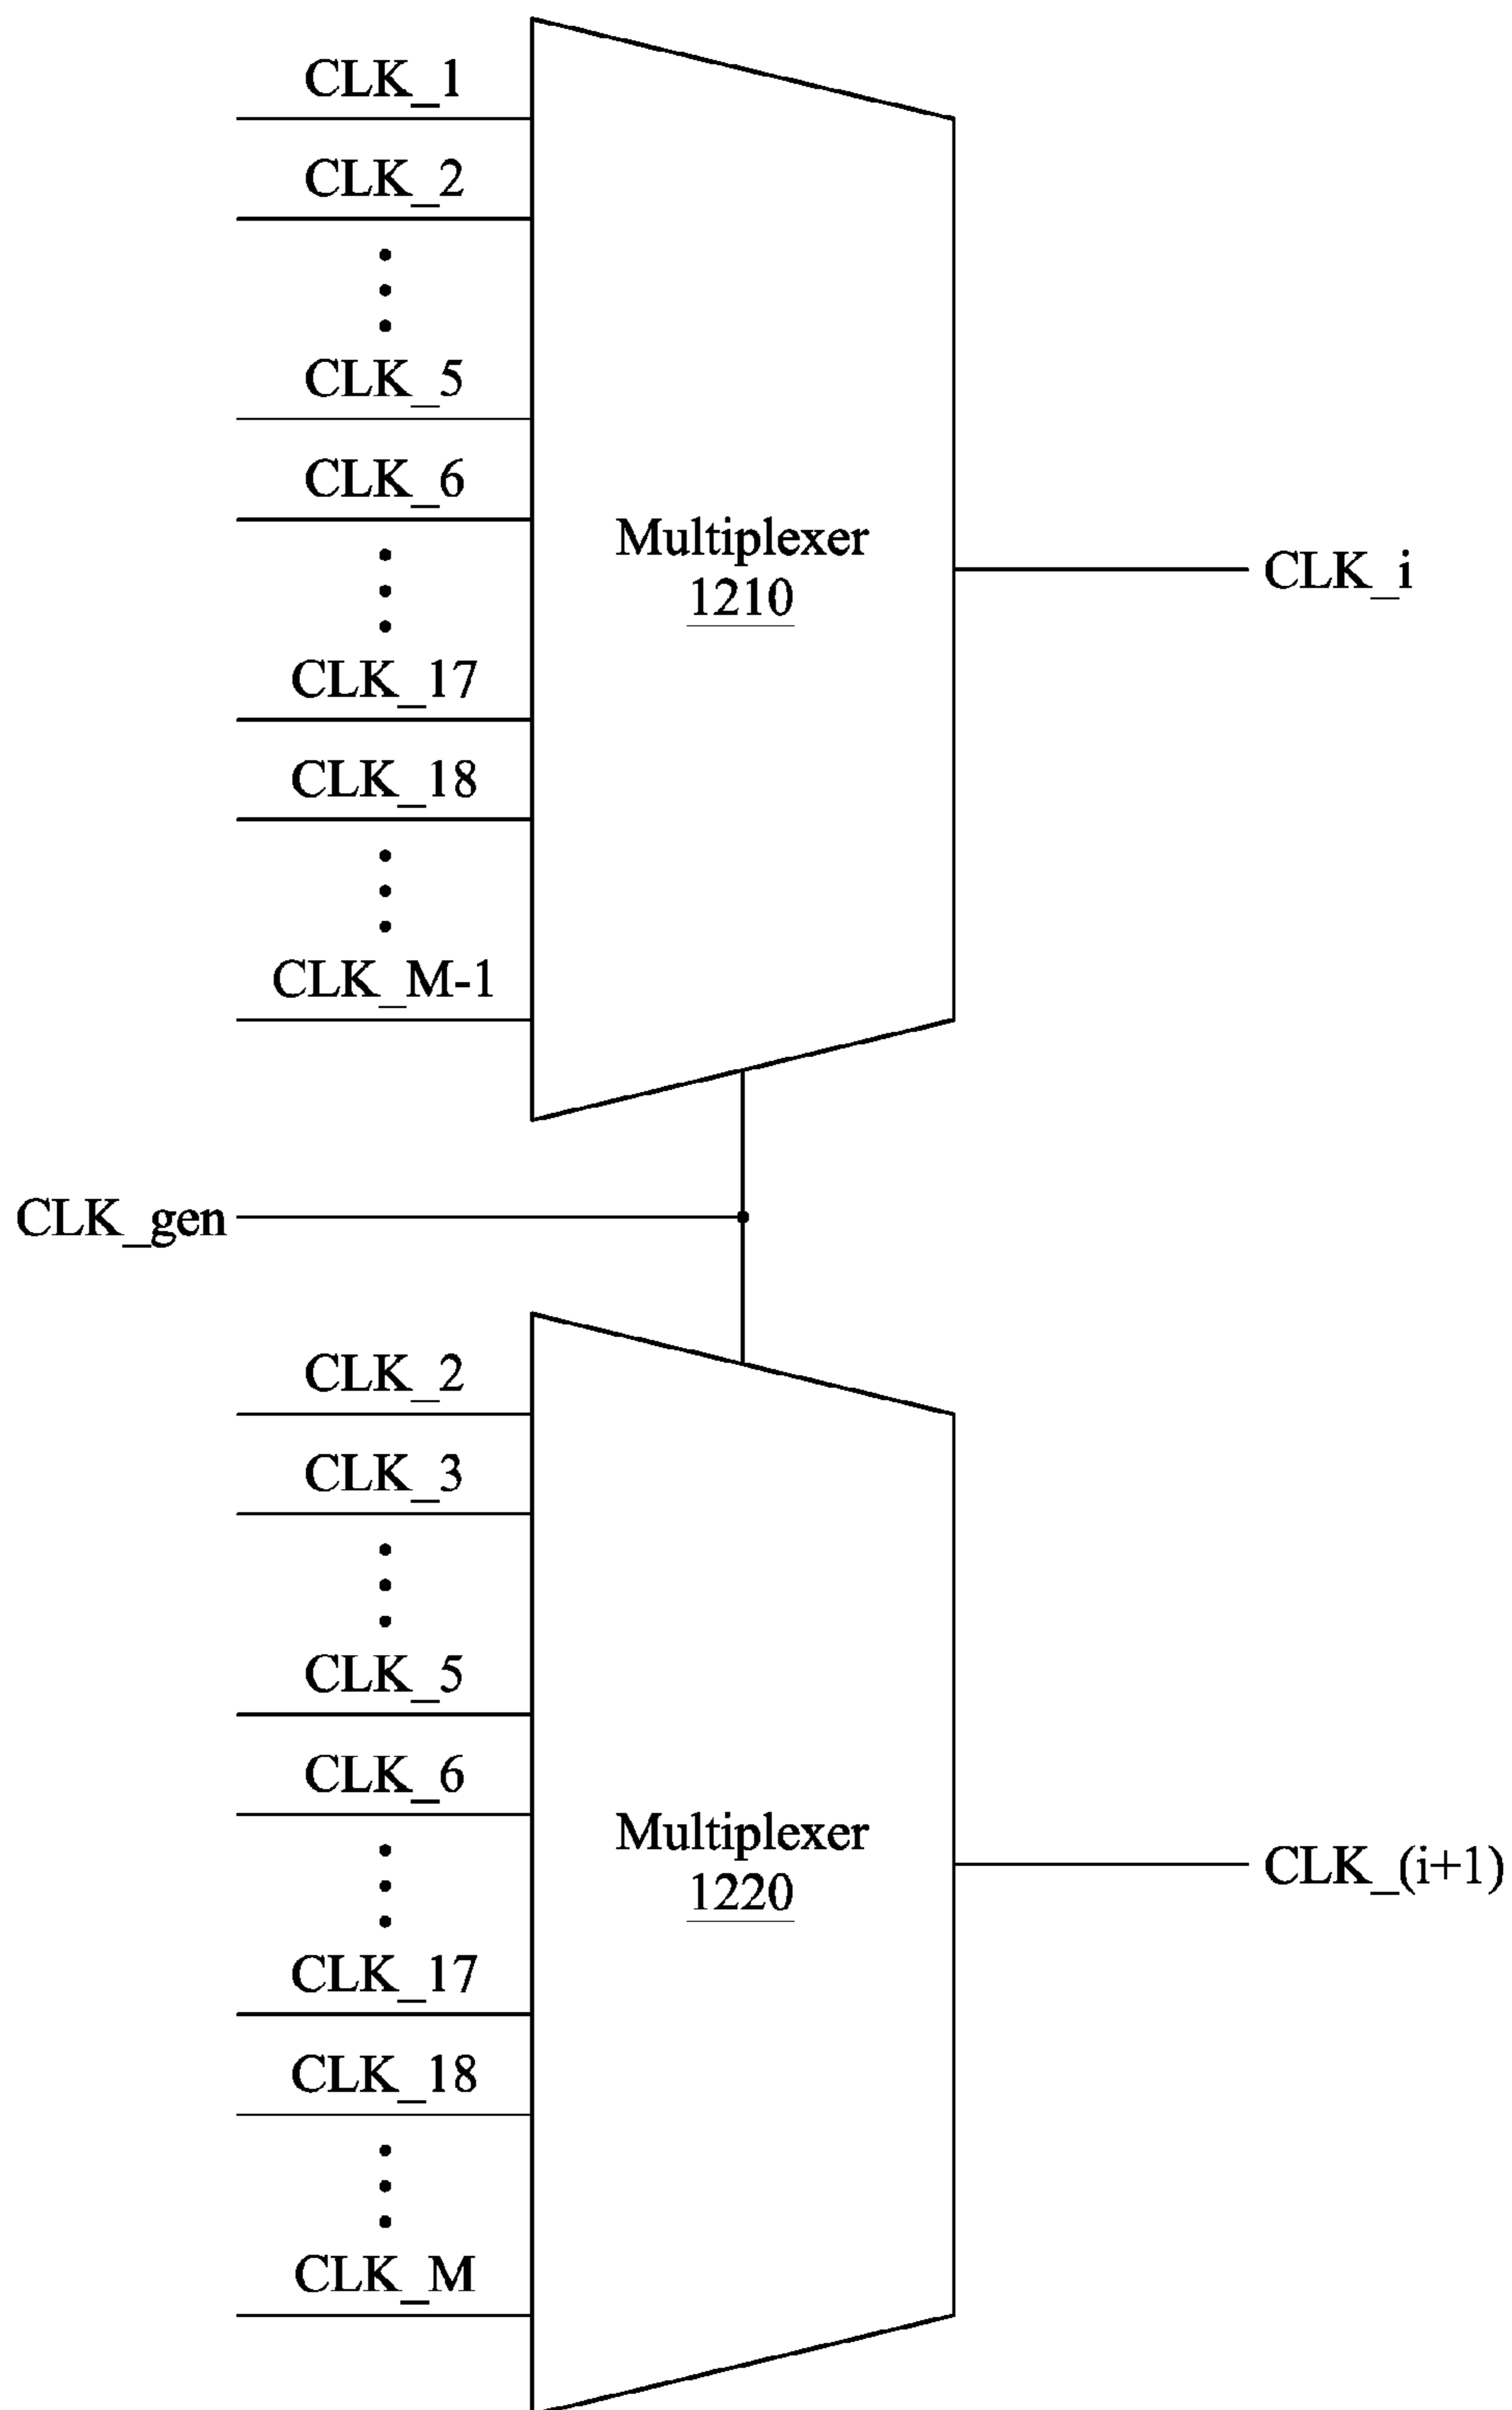 CLK_1
CLK_2
CLK_5
CLK_6
Multiplexer
1210
CLK_i
CLK_17
CLK_18
CLK_M-1
CLK_gen
CLK_2
CLK_3
CLK_5
CLK_6
Multiplexer
1220
CLK_(i+1)
CLK_17
CLK_18
CLK_M